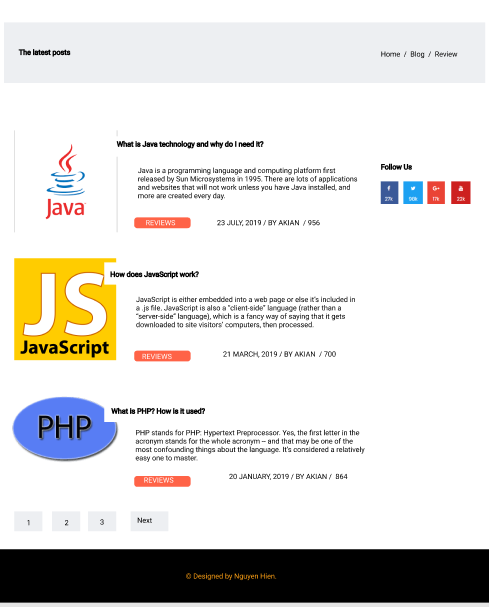 The latest posts
Home / Blog / Review
What is Java technology and why do I need it?
Java
Java is a programming language and computing platform first
released by Sun Microsystems in 1995. There are lots of applications
and websites that will not work unless you have Java installed, and
more are created every day.
REVIEWS
23 JULY, 2019 / BY AKIAN / 956
Follow Us
27k
50k
17k
22k
How does JavaScript work?
JS
JavaScript
JavaScript is either embedded into a web page or else it's included in
a .js file. JavaScript is also a "client-side" language (rather than a
"server-side" language), which is a fancy way of saying that it gets
downloaded to site visitors' computers, then processed.
REVIEWS
21 MARCH, 2019 / BY AKIAN / 700
What is PHP? How is it used?
PHP
PHP stands for PHP: Hypertext Preprocessor. Yes, the first letter in the
acronym stands for the whole acronym – and that may be one of the
most confounding things about the language. It's considered a relatively
easy one to master.
REVIEWS
20 JANUARY, 2019 / BY AKIAN / 864
1 2 3 Next
© Designed by Nguyen Hien.